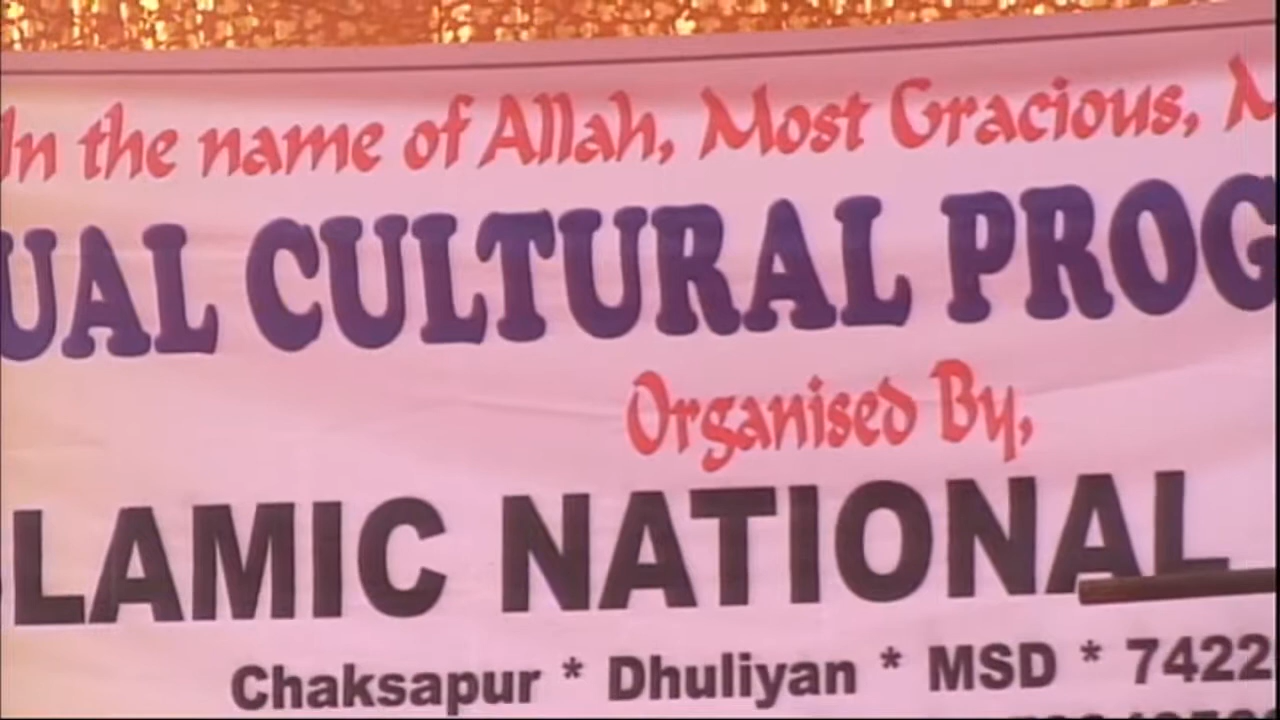 In the name of Allah, Most Gracious, M
UAL CULTURAL PROG
Organised By,
LAMIC NATIONAL
Chaksapur * Dhuliyan * MSD * 7422